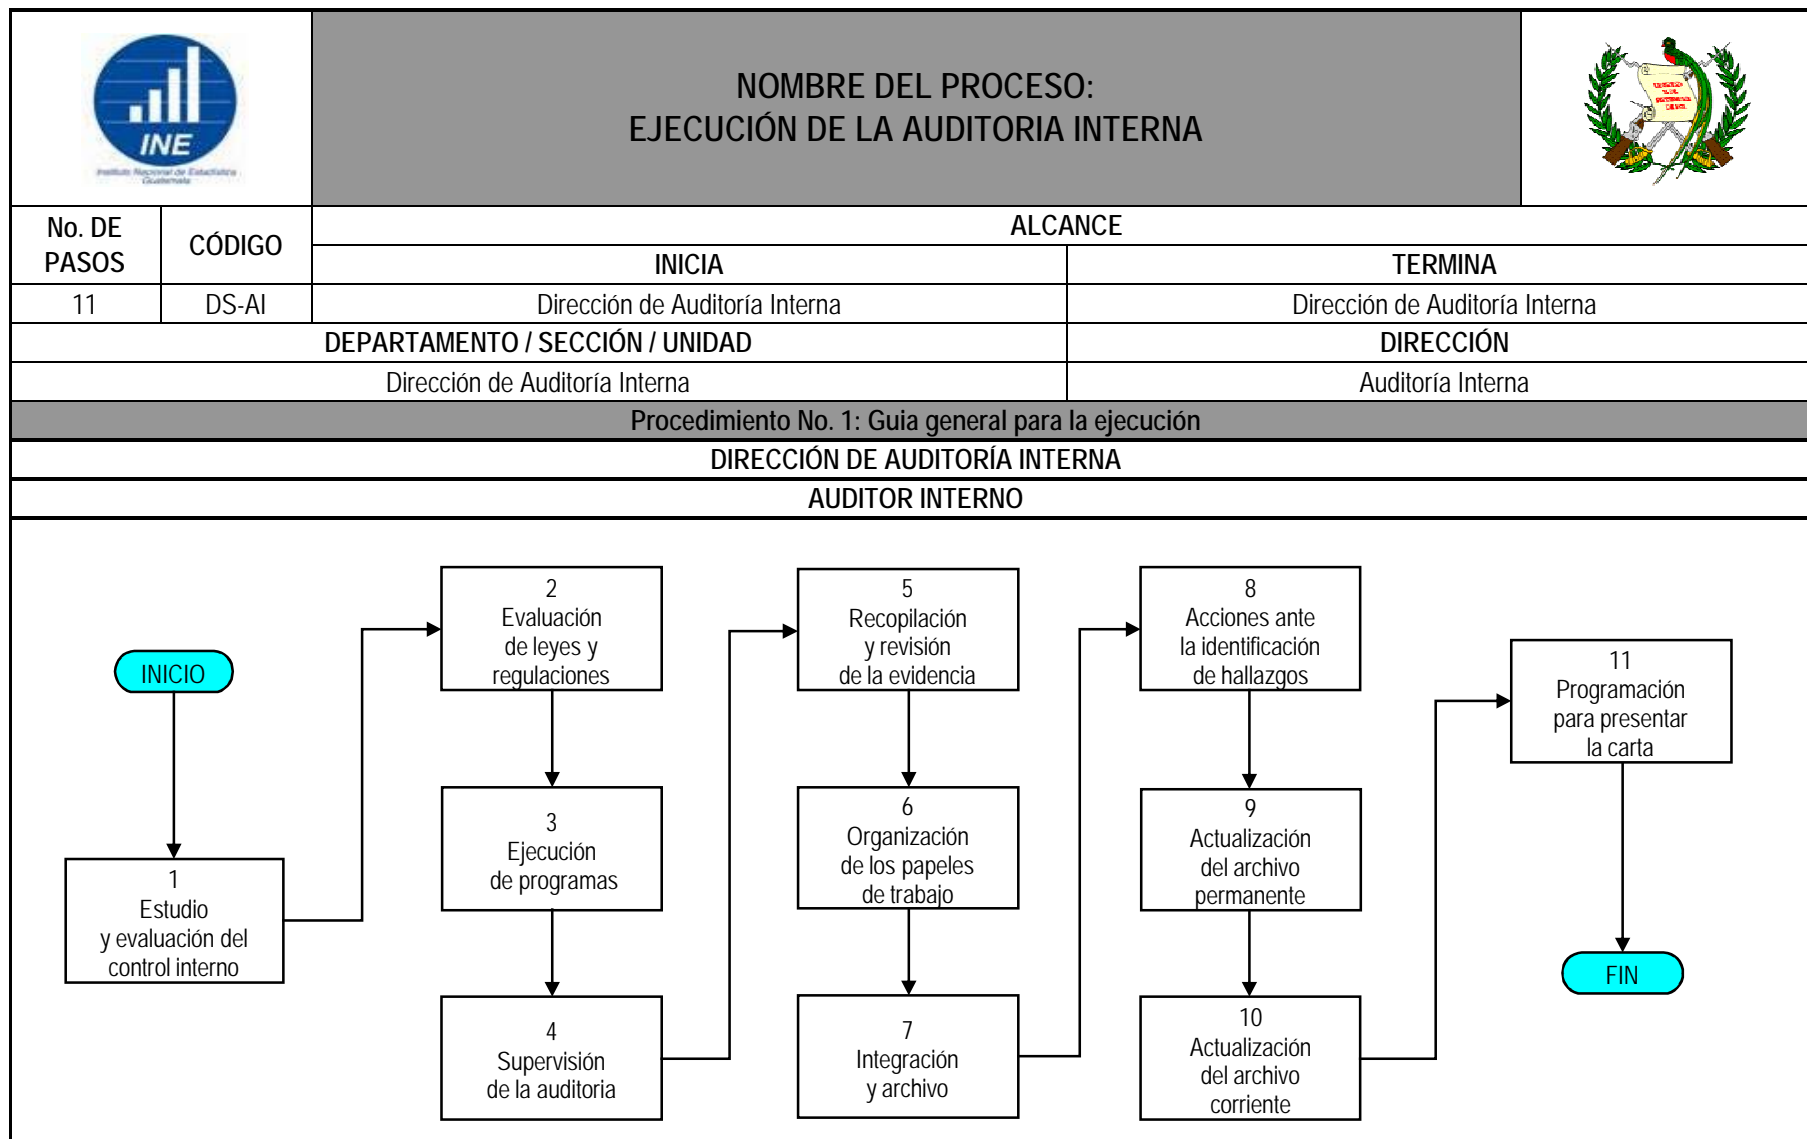 INE
Instituto Nacional de Estadística
Guatemala
NOMBRE DEL PROCESO:
EJECUCIÓN DE LA AUDITORIA INTERNA
No. DE
PASOS
CÓDIGO
ALCANCE
INICIA
TERMINA
11
DS-AI
Dirección de Auditoría Interna
Dirección de Auditoría Interna
DEPARTAMENTO / SECCIÓN / UNIDAD
DIRECCIÓN
Dirección de Auditoría Interna
Auditoría Interna
Procedimiento No. 1: Guia general para la ejecución
DIRECCIÓN DE AUDITORÍA INTERNA
AUDITOR INTERNO
INICIO
1
Estudio
y evaluación del
control interno
2
Evaluación
de leyes y
regulaciones
3
Ejecución
de programas
4
Supervisión
de la auditoria
5
Recopilación
y revisión
de la evidencia
6
Organización
de los papeles
de trabajo
7
Integración
y archivo
8
Acciones ante
la identificación
de hallazgos
9
Actualización
del archivo
permanente
10
Actualización
del archivo
corriente
11
Programación
para presentar
la carta
FIN